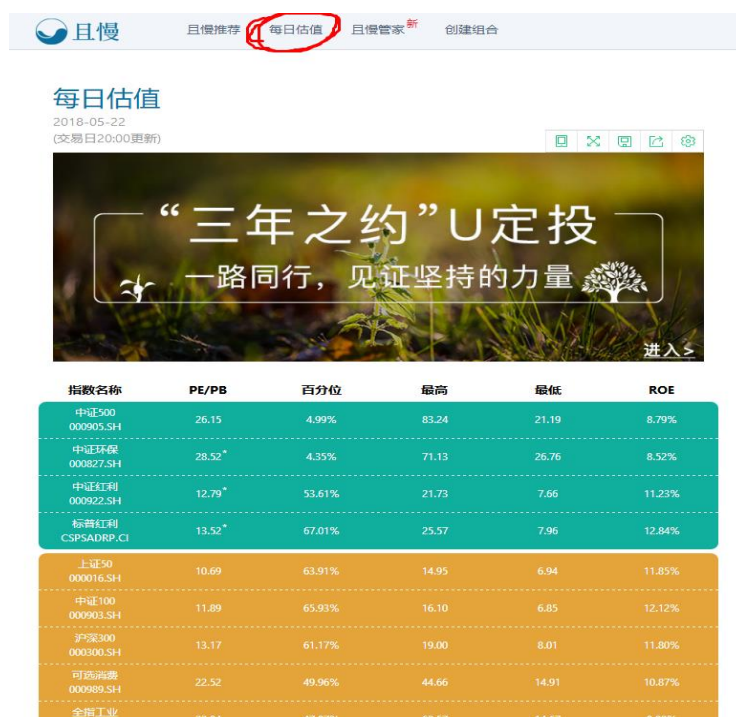 且慢 且慢推荐 每日估值 且慢管家 新 创建组合
每日估值
2018-05-22
(交易日20:00更新)
“三年之约”U定投
一路同行，见证坚持的力量
进入>
指数名称 PE/PB 百分位 最高 最低 ROE
中证500
000905.SH 26.15 4.99% 83.24 21.19 8.79%
中证环保
000827.SH 28.52* 4.35% 71.13 26.76 8.52%
中证红利
000922.SH 12.79* 53.61% 21.73 7.66 11.23%
标普红利
CSPSADRP.CI 13.52* 67.01% 25.57 7.96 12.84%
上证50
000016.SH 10.69 63.91% 14.95 6.94 11.85%
中证100
000903.SH 11.89 65.93% 16.10 6.85 12.12%
沪深300
000300.SH 13.17 61.17% 19.00 8.01 11.80%
可选消费
000989.SH 22.52 49.96% 44.66 14.91 10.87%
全指工业